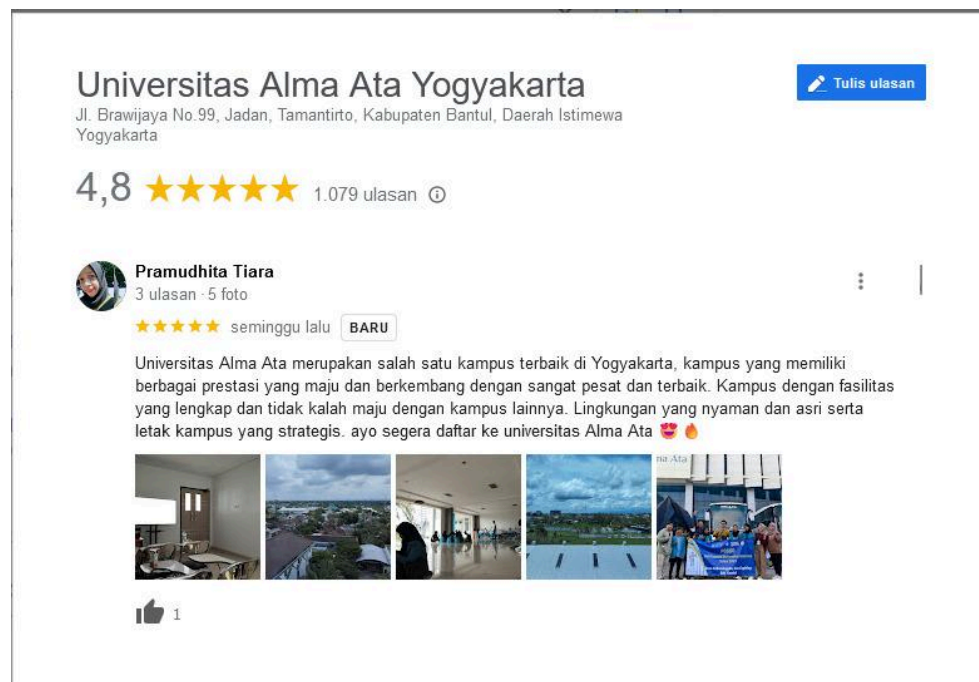 Universitas Alma Ata Yogyakarta
Tulis ulasan
Jl. Brawijaya No.99, Jadan, Tamantirto, Kabupaten Bantul, Daerah Istimewa
Yogyakarta
4,8
1.079 ulasan
Pramudhita Tiara
3 ulasan · 5 foto
seminggu lalu BARU
Universitas Alma Ata merupakan salah satu kampus terbaik di Yogyakarta, kampus yang memiliki
berbagai prestasi yang maju dan berkembang dengan sangat pesat dan terbaik. Kampus dengan fasilitas
yang lengkap dan tidak kalah maju dengan kampus lainnya. Lingkungan yang nyaman dan asri serta
letak kampus yang strategis. ayo segera daftar ke universitas Alma Ata 😍 🔥
Ata
1